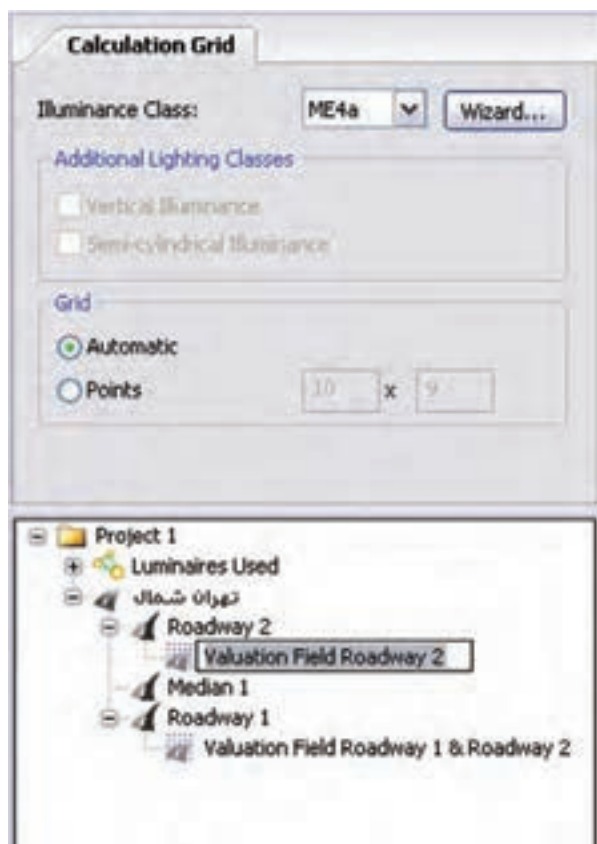 Calculation Grid
Illuminance Class: ME4a Wizard...
Additional Lighting Classes
Vertical Illuminance
Semi-cylindrical Illuminance
Grid
Automatic
Points 10 x 9
Project 1
Luminaires Used
تهران شمال
Roadway 2
Valuation Field Roadway 2
Median 1
Roadway 1
Valuation Field Roadway 1 & Roadway 2